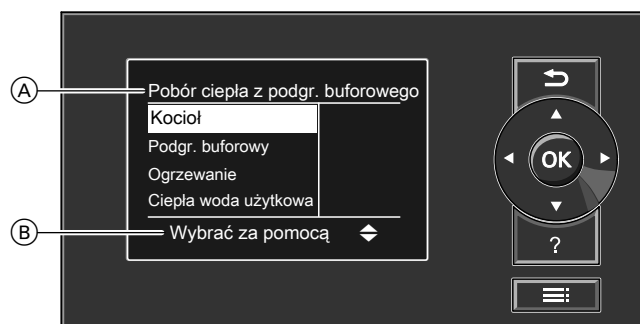 A
Pobór ciepła z podgr. buforowego
Kocioł
Podgr. buforowy
Ogrzewanie
Ciepła woda użytkowa
B
Wybrać za pomocą
OK
?